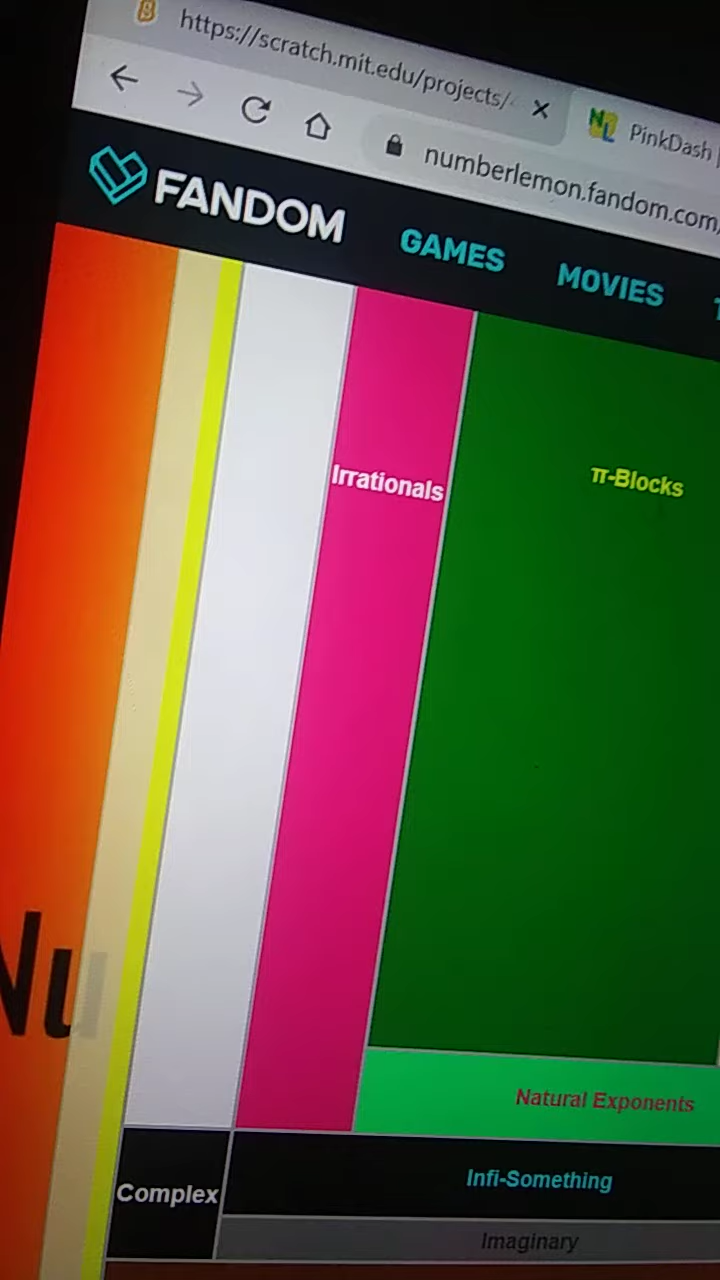 https://scratch.mit.edu/projects/
PinkDash
numberlemon.fandom.com/
FANDOM
GAMES
MOVIES
Irrationals
π-Blocks
Nu
Natural Exponents
Infi-Something
Complex
Imaginary